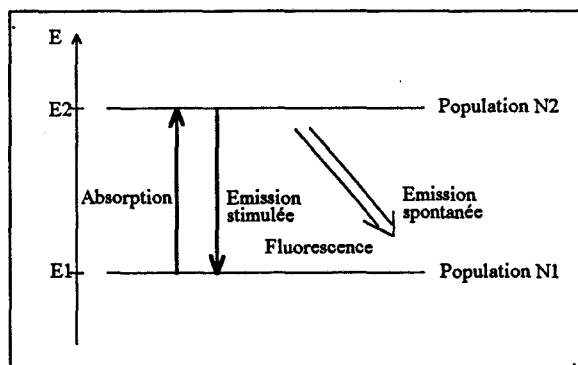 E
E2
Population N2
Absorption
Emission
stimulée
Emission
spontanée
Fluorescence
E1
Population N1